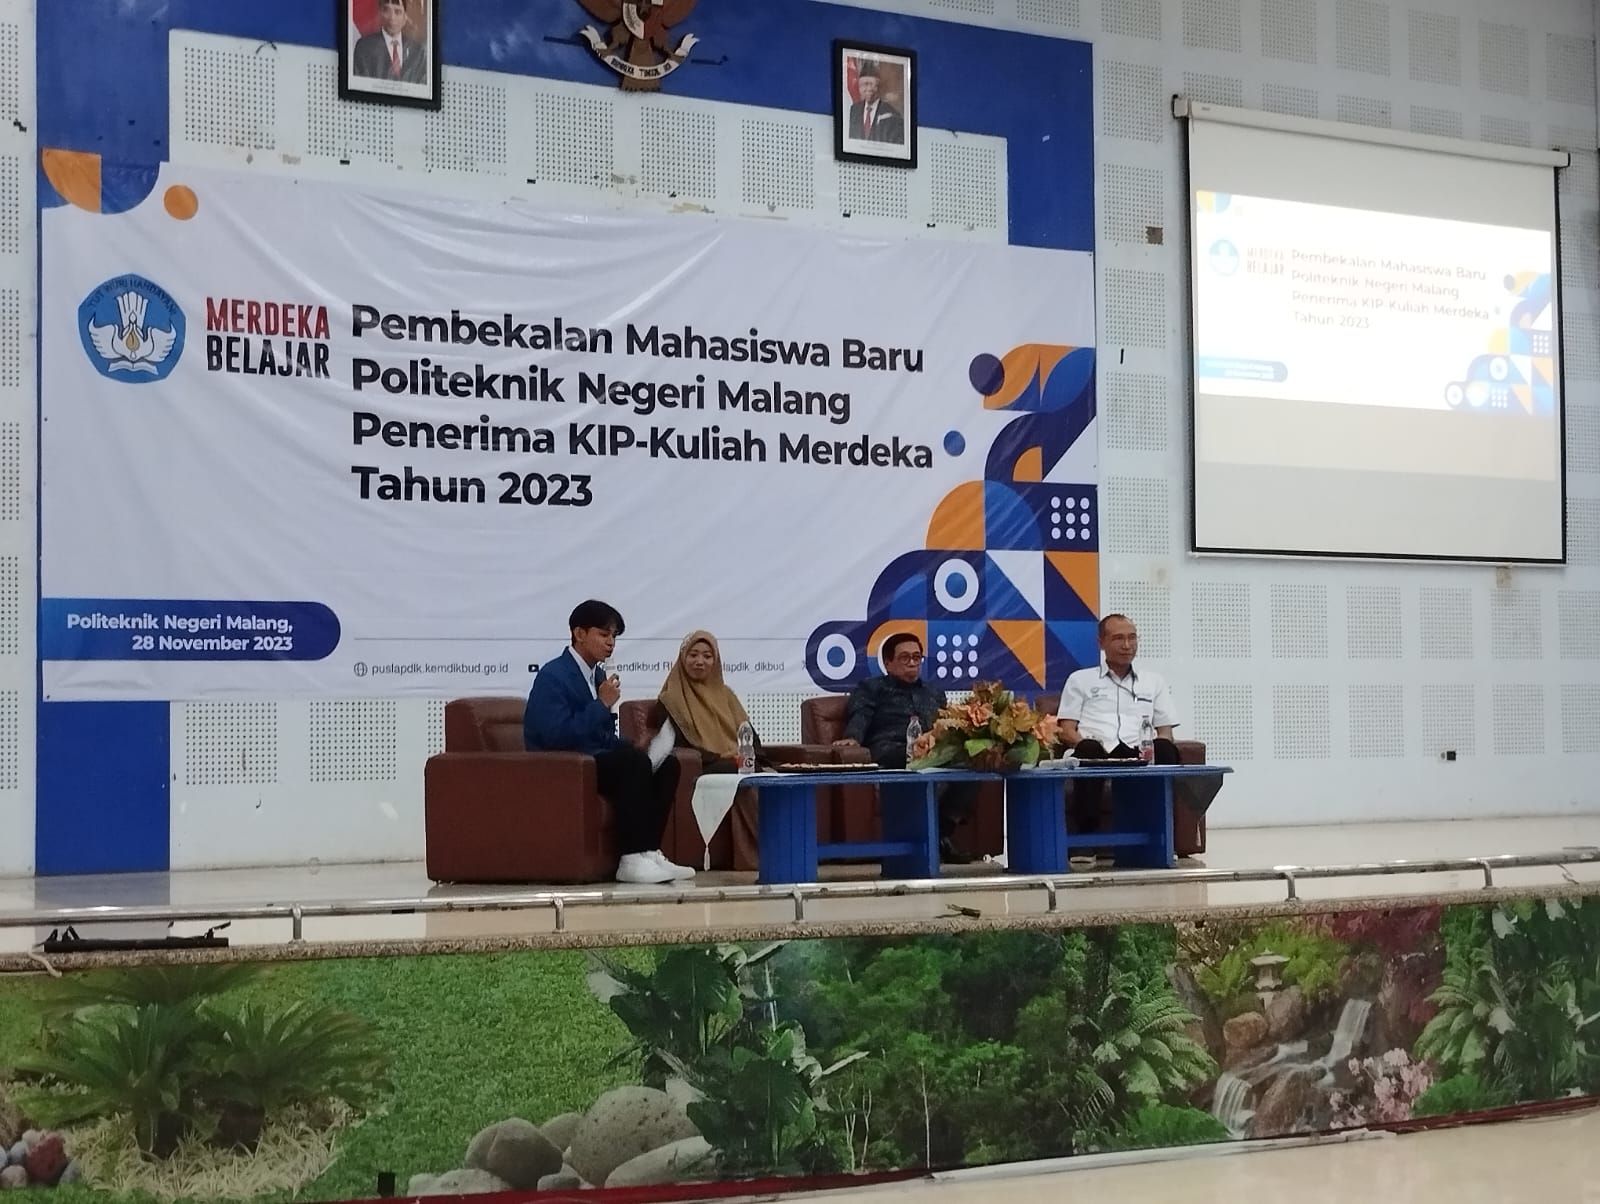 TUT WURI HANDAYANI
MERDEKA
BELAJAR
Pembekalan Mahasiswa Baru
Politeknik Negeri Malang
Penerima KIP-Kuliah Merdeka
Tahun 2023
Politeknik Negeri Malang,
28 November 2023
puslapdik.kemdikbud.go.id
MERDEKA
BELAJAR
Pembekalan Mahasiswa Baru
Politeknik Negeri Malang
Penerima KIP-Kuliah Merdeka
Tahun 2023